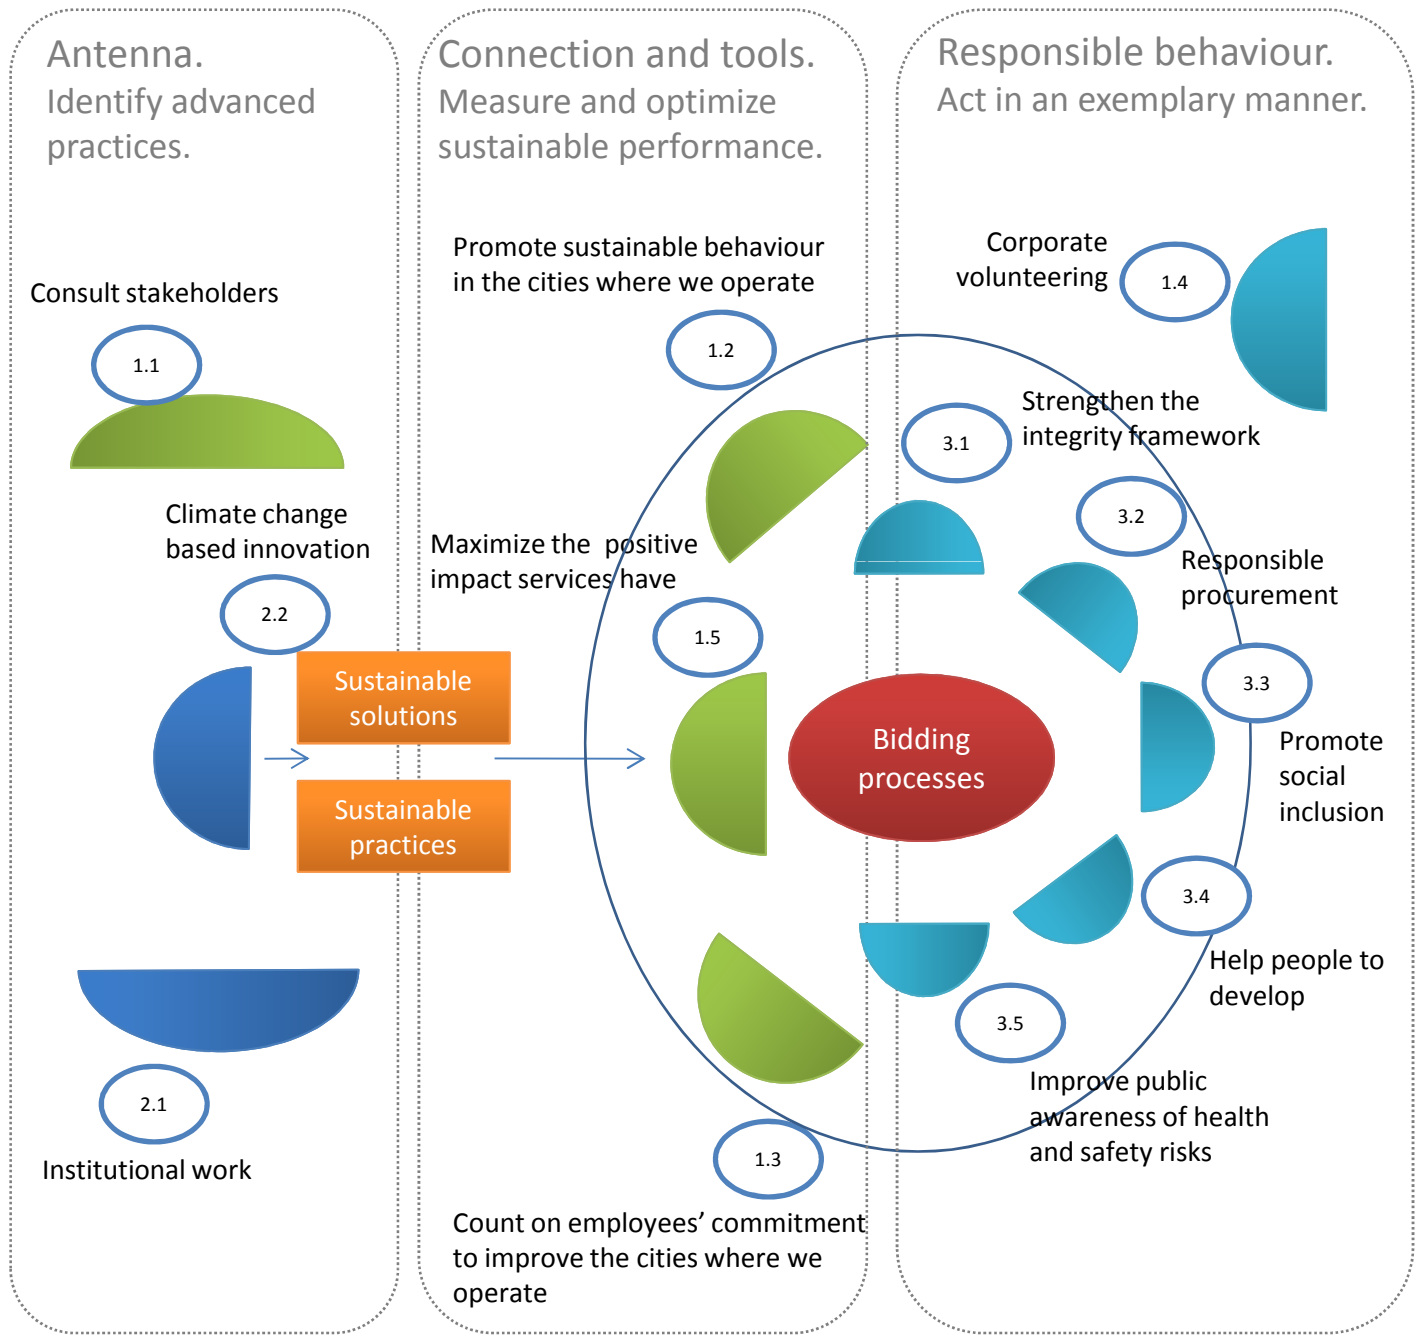 Antenna.
Identify advanced
practices.
Consult stakeholders
1.1
Climate change
based innovation
2.2
Sustainable
solutions
Sustainable
practices
2.1
Institutional work
Connection and tools.
Measure and optimize
sustainable performance.
Promote sustainable behaviour
in the cities where we operate
1.2
Maximize the positive
impact services have
1.5
Bidding
processes
1.3
Count on employees’ commitment
to improve the cities where we
operate
Responsible behaviour.
Act in an exemplary manner.
Corporate
volunteering
1.4
Strengthen the
integrity framework
3.1
3.2
Responsible
procurement
3.3
Promote
social
inclusion
3.4
Help people to
develop
3.5
Improve public
awareness of health
and safety risks